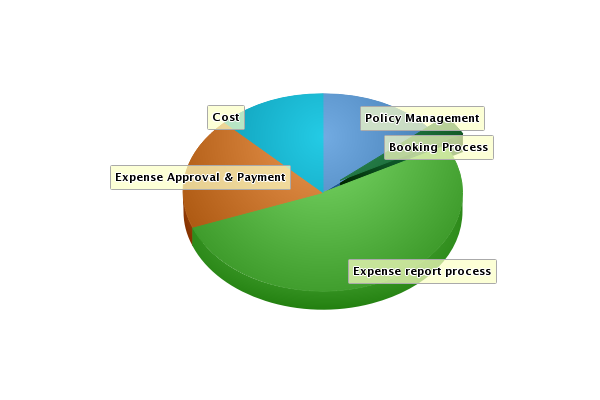 Cost
Policy Management
Booking Process
Expense Approval & Payment
Expense report process